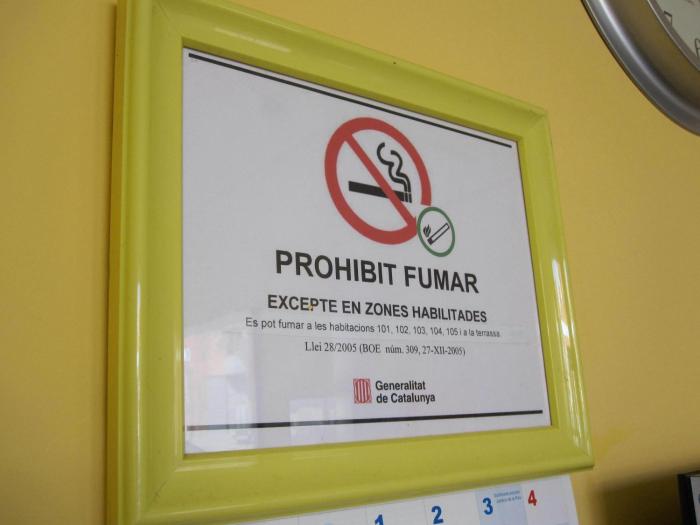 PROHIBIT FUMAR
EXCEPTE EN ZONES HABILITADES
Es pot fumar a les habitacions 101, 102, 103, 104, 105 i a la terrassa.
Llei 28/2005 (BOE núm. 309, 27-XII-2005)
Generalitat
de Catalunya
1 2 3 4